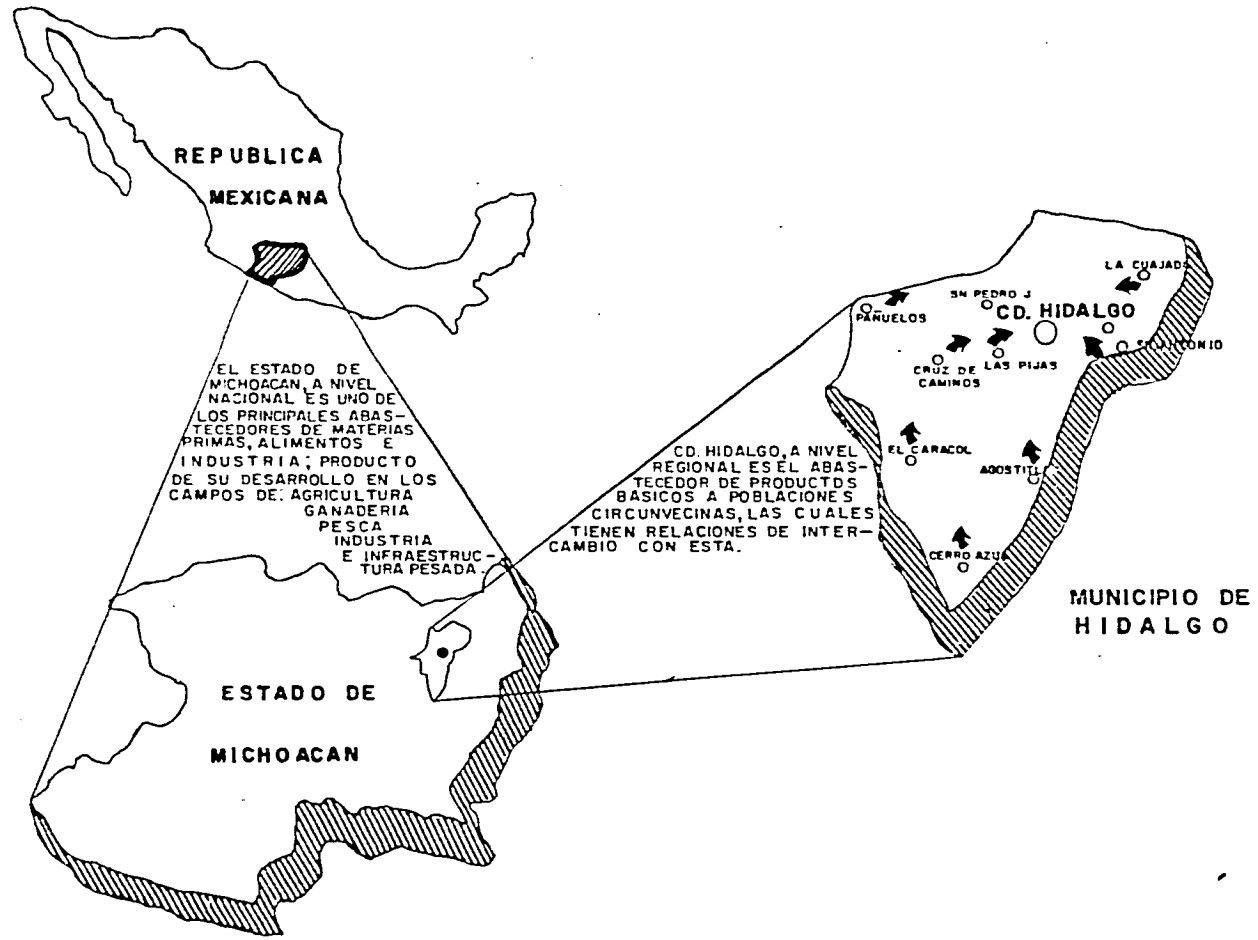 REPUBLICA
MEXICANA
EL ESTADO DE
MICHOACAN, A NIVEL
NACIONAL ES UNO DE
LOS PRINCIPALES ABAS-
TECEDORES DE MATERIAS
PRIMAS, ALIMENTOS E
INDUSTRIA; PRODUCTO
DE SU DESARROLLO EN LOS
CAMPOS DE: AGRICULTURA
GANADERIA
PESCA
INDUSTRIA
E INFRAESTRUC-
TURA PESADA.
ESTADO DE
MICHOACAN
CD. HIDALGO, A NIVEL
REGIONAL ES EL ABAS-
TECEDOR DE PRODUCTOS
BASICOS A POBLACIONES
CIRCUNVECINAS, LAS CUALES
TIENEN RELACIONES DE INTER-
CAMBIO CON ESTA.
LA CUAJADA
SN PEDRO J
PAÑUELOS
CD. HIDALGO
CRUZ DE
CAMINOS
LAS PIJAS
EL CARACOL
CERRO AZUL
MUNICIPIO DE
HIDALGO